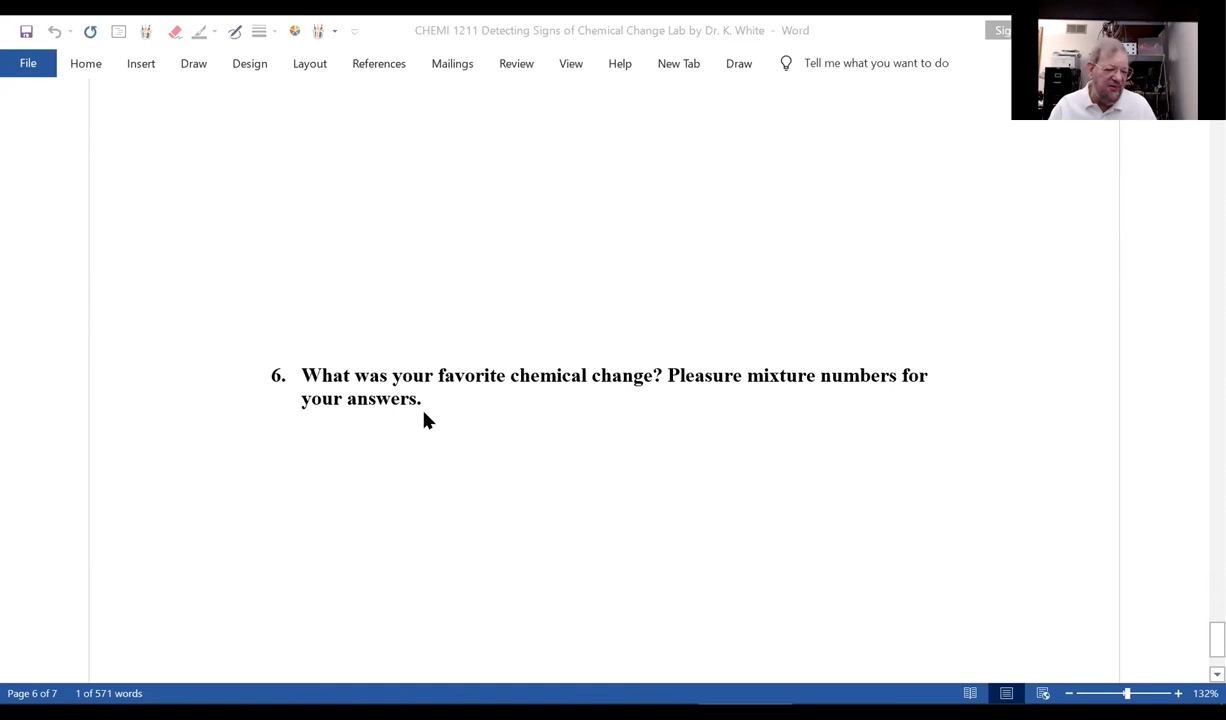 CHEMI 1211 Detecting Signs of Chemical Change Lab by Dr. K. White - Word
File Home Insert Draw Design Layout References Mailings Review View Help New Tab Draw Tell me what you want to do
6. What was your favorite chemical change? Pleasure mixture numbers for
your answers.
Page 6 of 7 1 of 571 words 132%